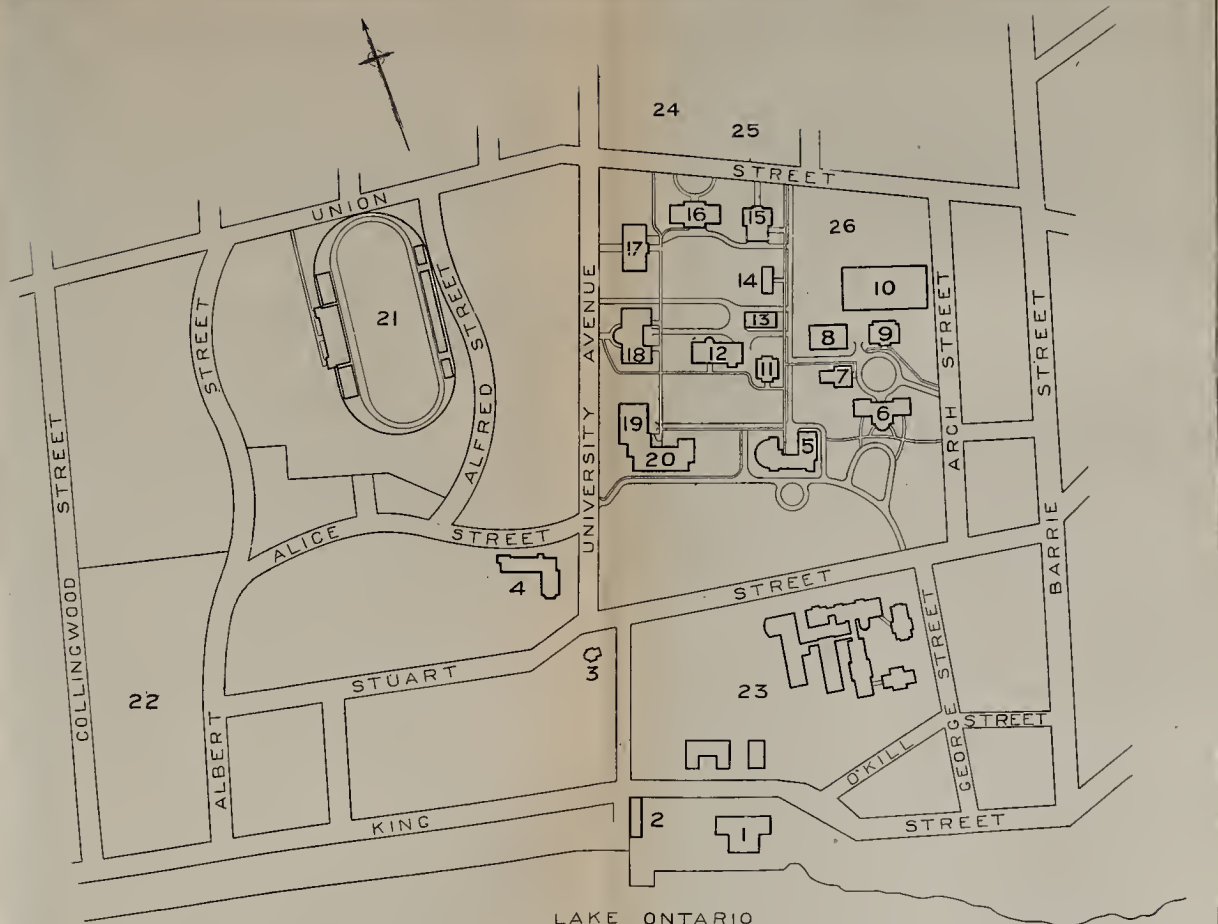 24
25
STREET
UNION
16
15
26
17
14
10
21
13
8
9
18
12
11
7
6
19
20
5
STREET
ALFRED STREET
UNIVERSITY AVENUE
ARCH STREET
STREET
BARRIE
COLLINGWOOD STREET
ALICE STREET
4
STREET
3
STUART
23
22
ALBERT
GEORGE STREET
O'KILL STREET
KING
2
1
STREET
LAKE ONTARIO